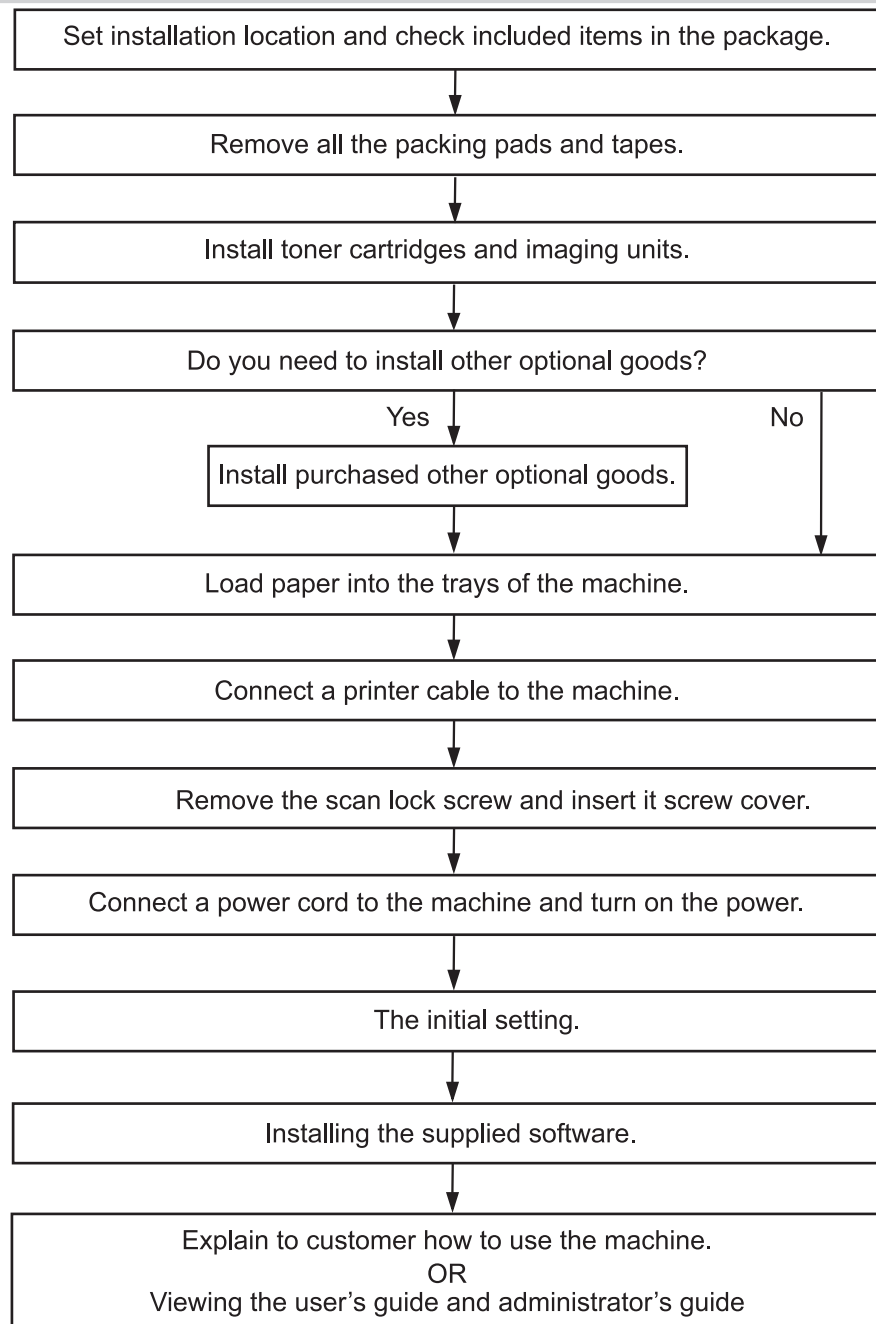 Set installation location and check included items in the package.
Remove all the packing pads and tapes.
Install toner cartridges and imaging units.
Do you need to install other optional goods?
Yes
No
Install purchased other optional goods.
Load paper into the trays of the machine.
Connect a printer cable to the machine.
Remove the scan lock screw and insert it screw cover.
Connect a power cord to the machine and turn on the power.
The initial setting.
Installing the supplied software.
Explain to customer how to use the machine.
OR
Viewing the user’s guide and administrator’s guide